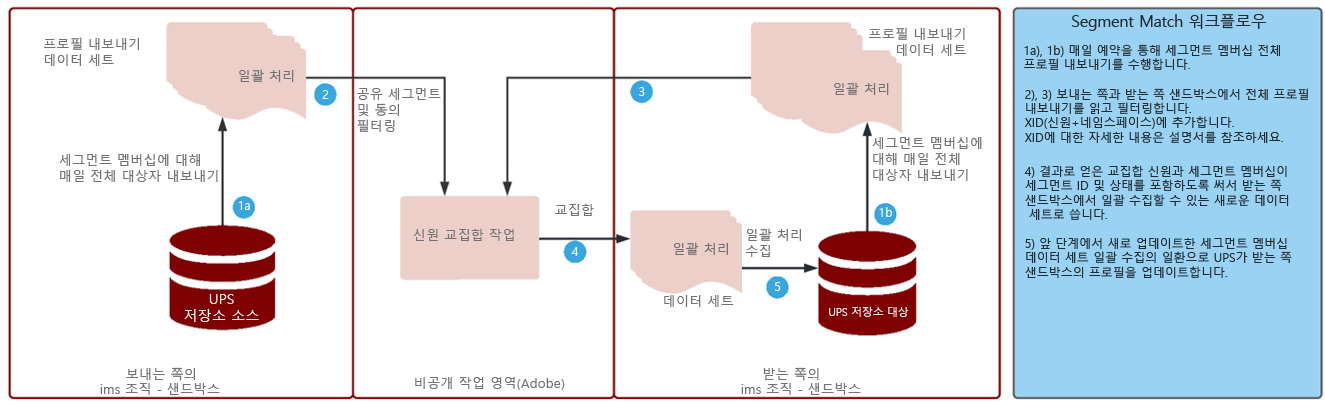 프로필 내보내기
데이터 세트
일괄 처리
2
세그먼트 멤버십에 대해
매일 전체 대상자 내보내기
1a
UPS
저장소 소스
보내는 쪽의
ims 조직 - 샌드박스
공유 세그먼트
및 동의
필터링
신원 교집합 작업
교집합
4
비공개 작업 영역(Adobe)
3
프로필 내보내기
데이터 세트
일괄 처리
세그먼트 멤버십에
대해 매일 전체
대상자 내보내기
1b
일괄 처리
데이터 세트
일괄 처리
수집
5
UPS 저장소 대상
받는 쪽의
ims 조직 - 샌드박스
Segment Match 워크플로우
1a), 1b) 매일 예약을 통해 세그먼트 멤버십 전체
프로필 내보내기를 수행합니다.
2), 3) 보내는 쪽과 받는 쪽 샌드박스에서 전체 프로필
내보내기를 읽고 필터링합니다.
XID(신원+네임스페이스)에 추가합니다.
XID에 대한 자세한 내용은 설명서를 참조하세요.
4) 결과로 얻은 교집합 신원과 세그먼트 멤버십이
세그먼트 ID 및 상태를 포함하도록 써서 받는 쪽
샌드박스에서 일괄 수집할 수 있는 새로운 데이터
세트로 씁니다.
5) 앞 단계에서 새로 업데이트한 세그먼트 멤버십
데이터 세트 일괄 수집의 일환으로 UPS가 받는 쪽
샌드박스의 프로필을 업데이트합니다.